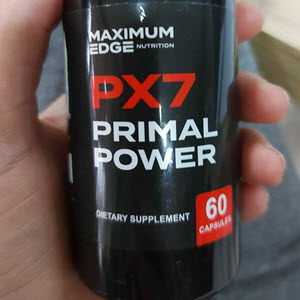 MAXIMUM
EDGE NUTRITION
PX7
PRIMAL
POWER
DIETARY SUPPLEMENT
60
CAPSULES